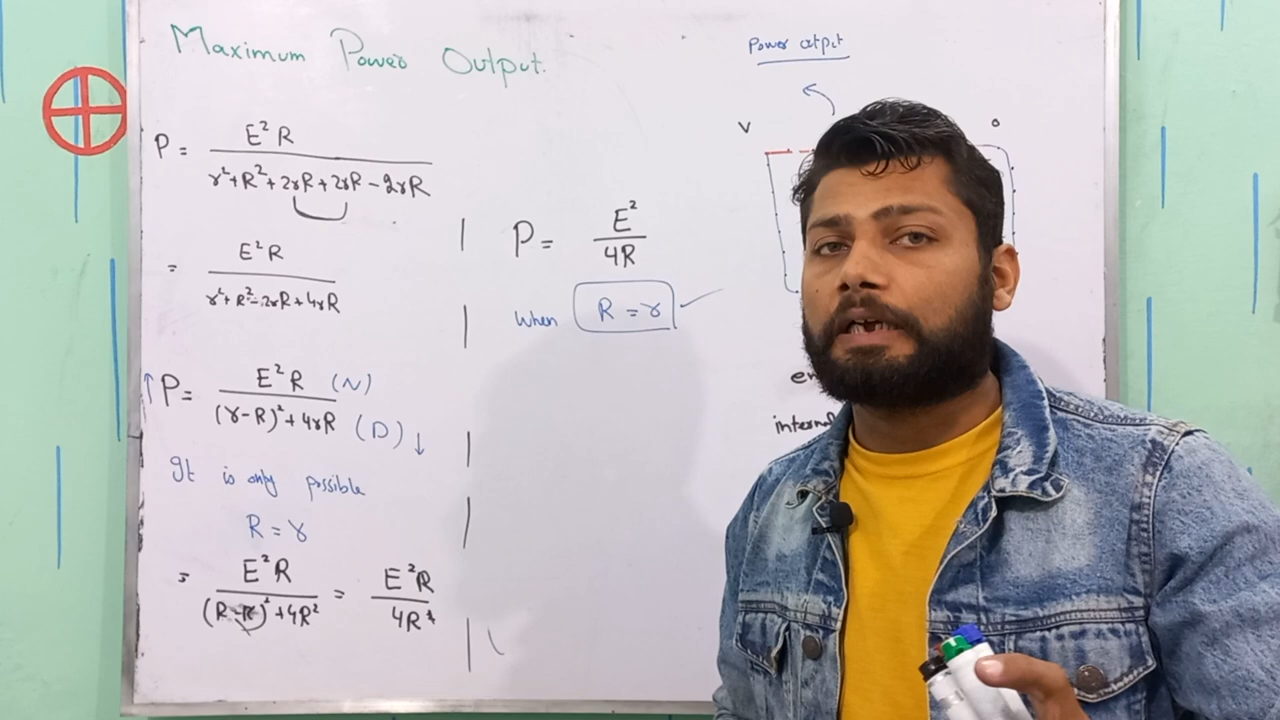 Maximum Power Output.
P = E²R / r²+R²+2rR+2rR-2rR
= E²R / r²+R²-2rR+4rR
↑P = E²R (N) / (r-R)²+4rR (D) ↓
It is only possible
R = r
= E²R / (R-R)²+4R² = E²R / 4R²
P = E² / 4R
When R = r ✓
Power output
V
internal